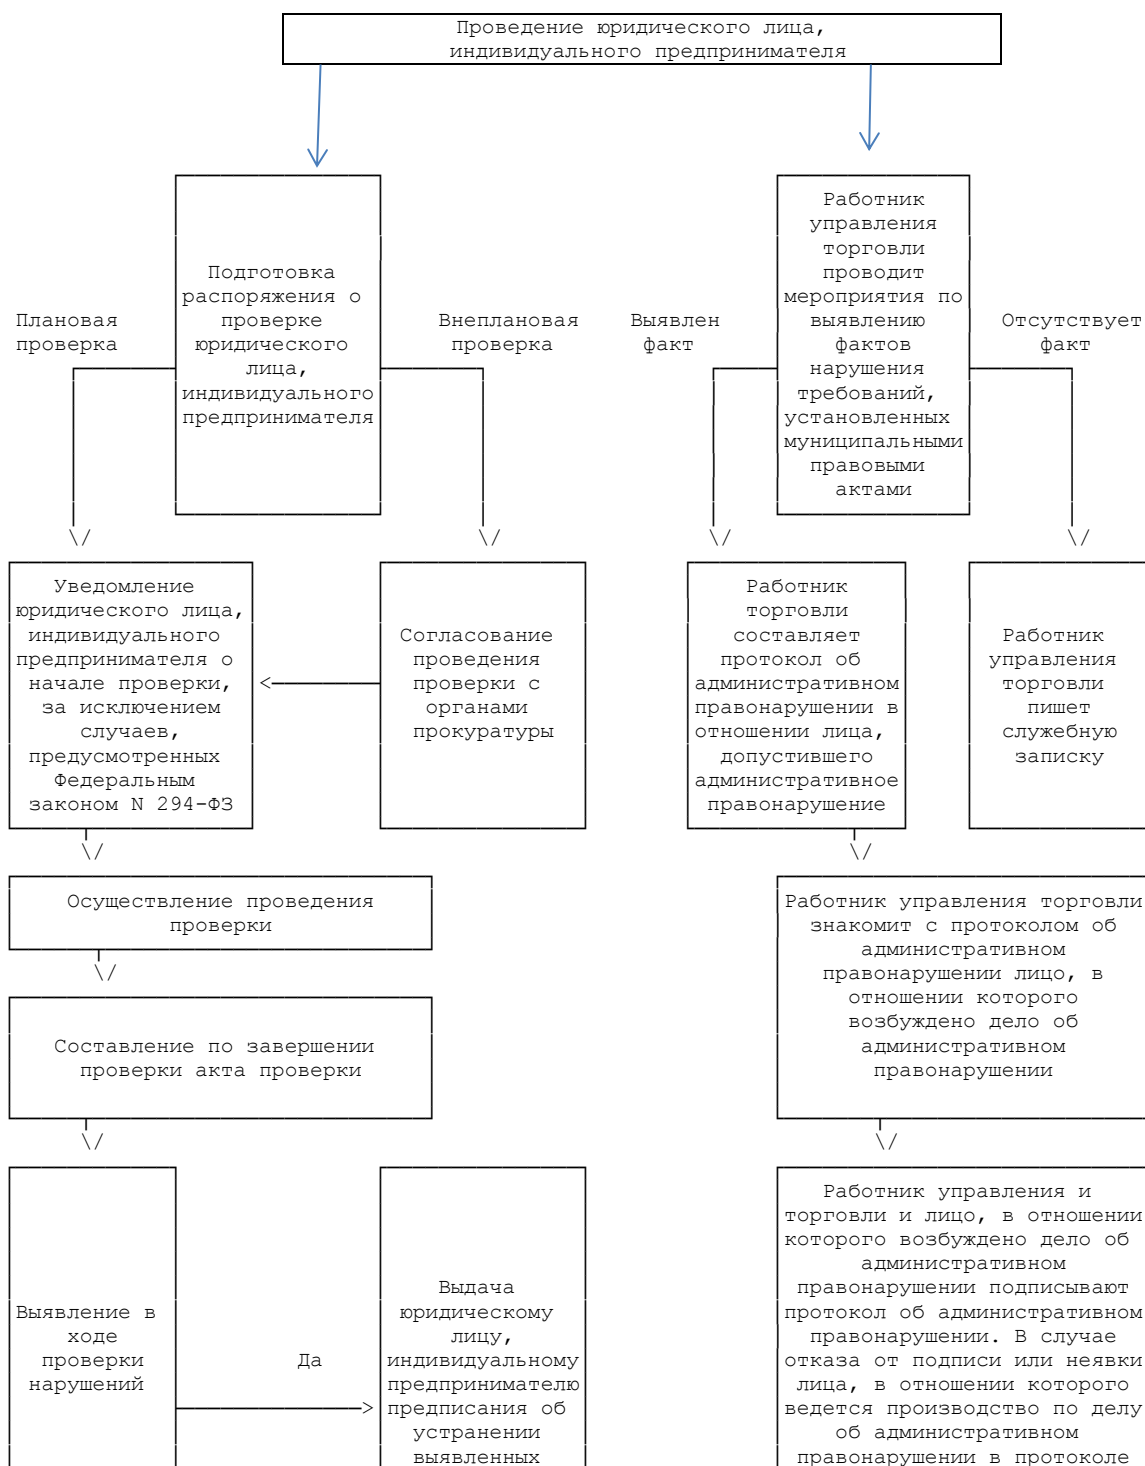 Проведение юридического лица,
индивидуального предпринимателя
Подготовка
распоряжения о
проверке
юридического
лица,
индивидуального
предпринимателя
Плановая
проверка
Внеплановая
проверка
Уведомление
юридического лица,
индивидуального
предпринимателя о
начале проверки,
за исключением
случаев,
предусмотренных
Федеральным
законом N 294-ФЗ
<
Согласование
проведения
проверки с
органами
прокуратуры
\/
\/
\/
Осуществление проведения
проверки
\/
Составление по завершении
проверки акта проверки
\/
Выявление в
ходе
проверки
нарушений
Да
>
Выдача
юридическому
лицу,
индивидуальному
предпринимателю
предписания об
устранении
выявленных
Работник
управления
торговли
проводит
мероприятия по
выявлению
фактов
нарушения
требований,
установленных
муниципальными
правовыми
актами
Выявлен
факт
Отсутствует
факт
\/
\/
Работник
торговли
составляет
протокол об
административном
правонарушении в
отношении лица,
допустившего
административное
правонарушение
Работник
управления
торговли
пишет
служебную
записку
\/
Работник управления торговли
знакомит с протоколом об
административном
правонарушении лицо, в
отношении которого
возбуждено дело об
административном
правонарушении
\/
Работник управления и
торговли и лицо, в отношении
которого возбуждено дело об
административном
правонарушении подписывают
протокол об административном
правонарушении. В случае
отказа от подписи или неявки
лица, в отношении которого
ведется производство по делу
об административном
правонарушении в протоколе